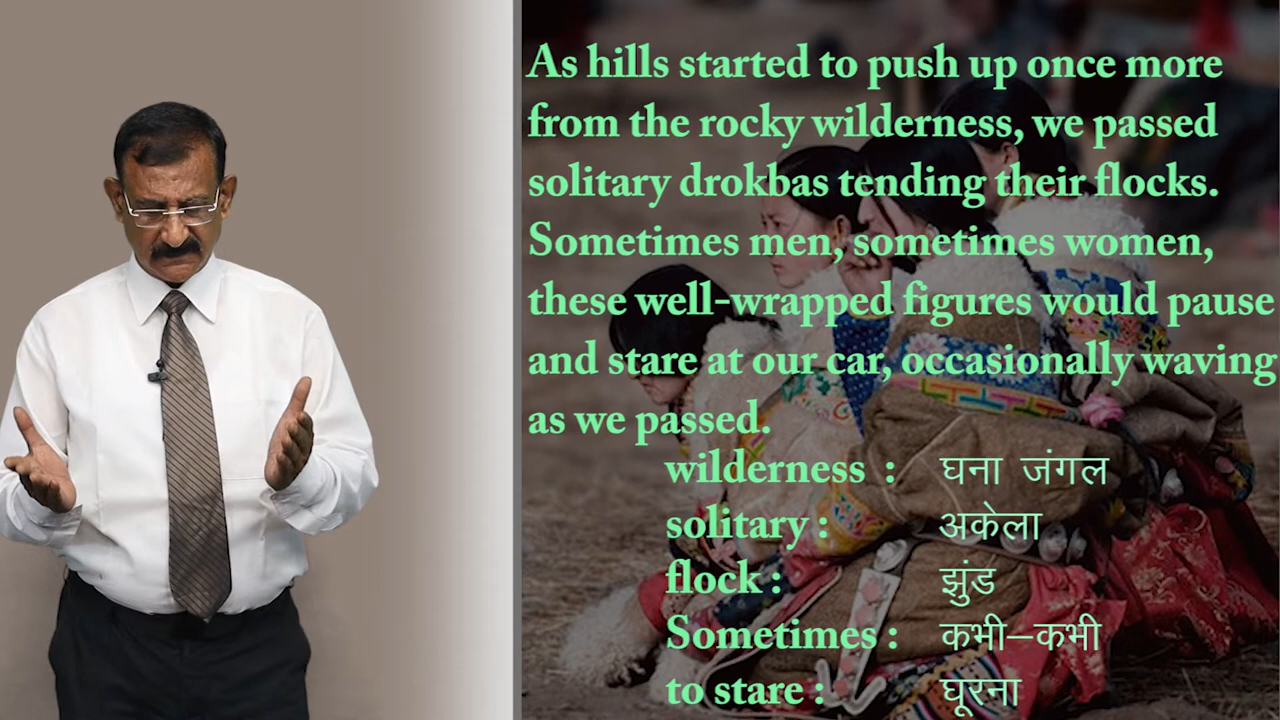 As hills started to push up once more
from the rocky wilderness, we passed
solitary drokbas tending their flocks.
Sometimes men, sometimes women,
these well-wrapped figures would pause
and stare at our car, occasionally waving
as we passed.
wilderness : घना जंगल
solitary : अकेला
flock : झुंड
Sometimes : कभी–कभी
to stare : घूरना